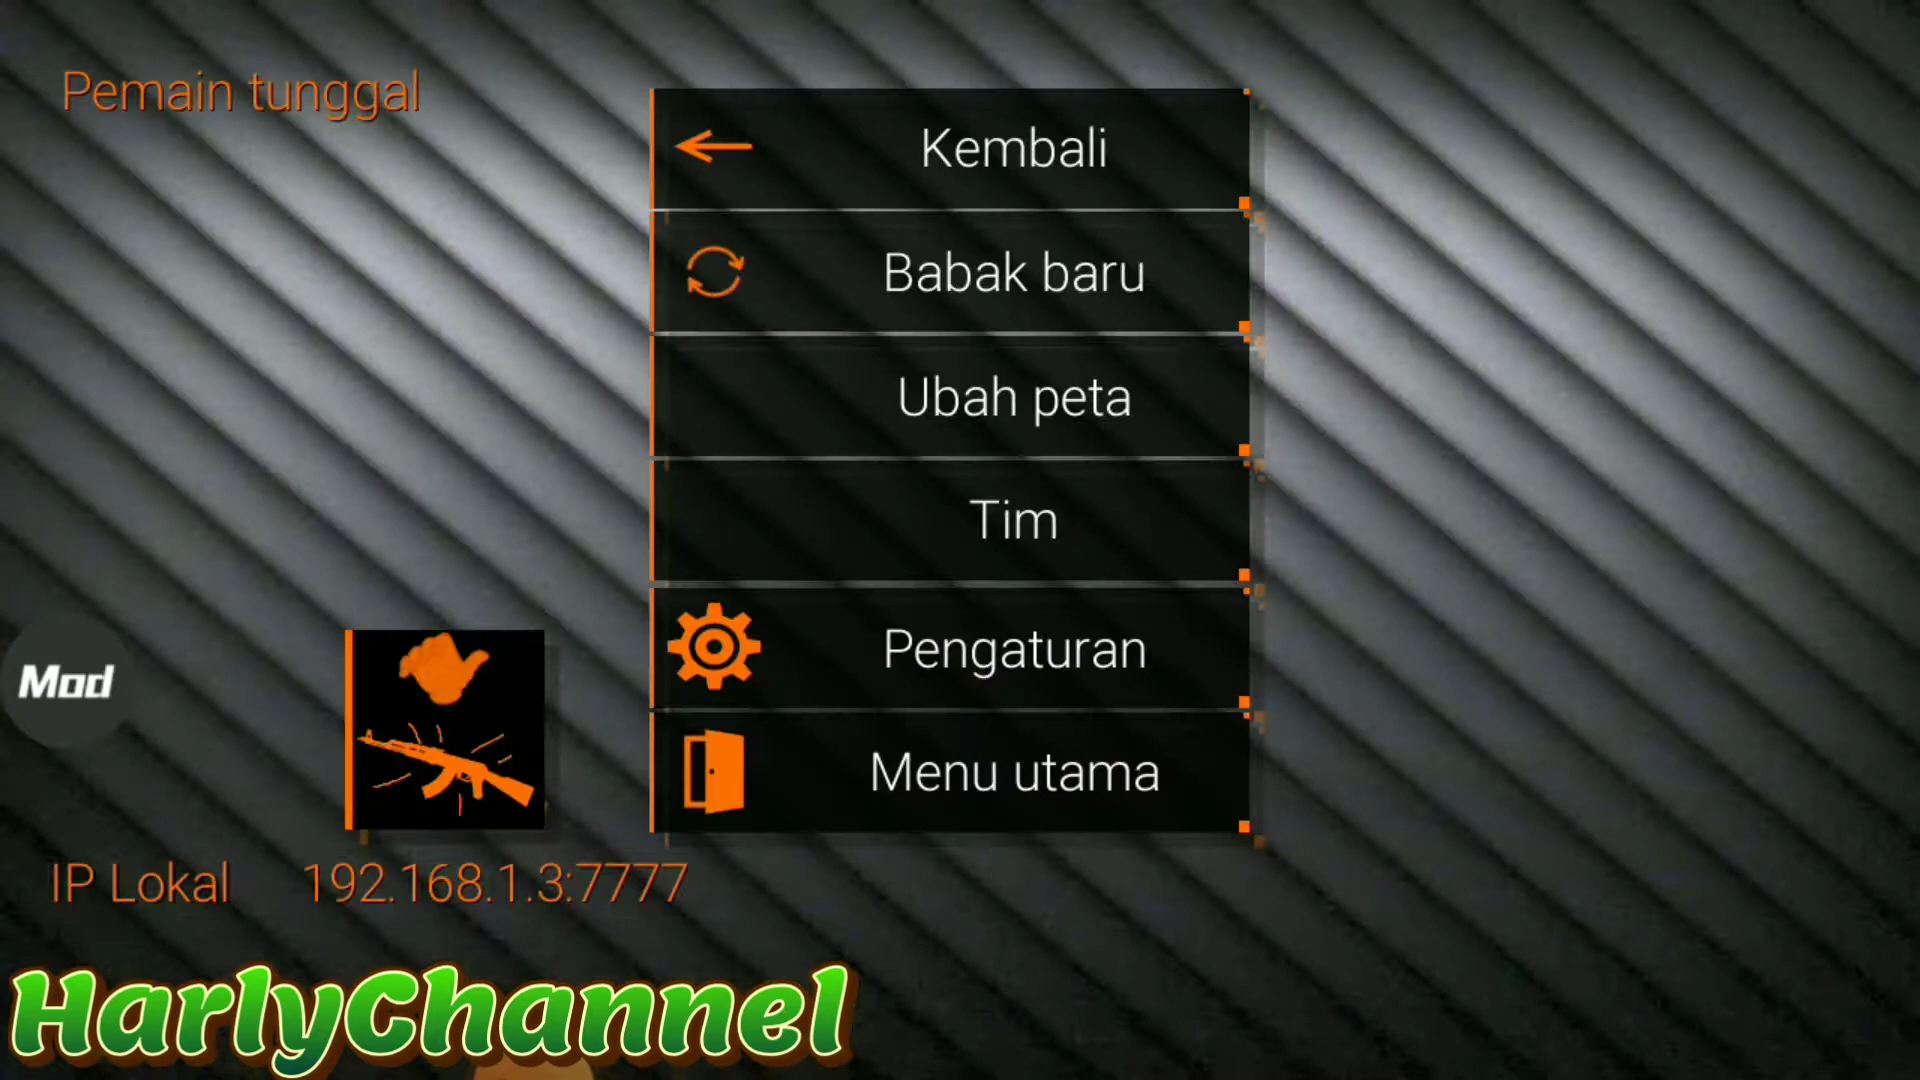 Pemain tunggal
Kembali
Babak baru
Ubah peta
Tim
Pengaturan
Menu utama
Mod
IP Lokal 192.168.1.3:7777
HarlyChannel